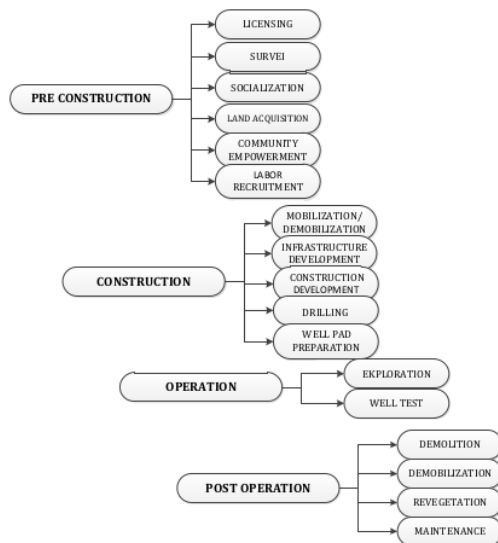 LICENSING
SURVEI
SOCIALIZATION
PRE CONSTRUCTION
LAND ACQUISITION
COMMUNITY
EMPOWERMENT
LABOR
RECRUITMENT
MOBILIZATION/
DEMOBILIZATION
INFRASTRUCTURE
DEVELOPMENT
CONSTRUCTION
CONSTRUCTION
DEVELOPMENT
DRILLING
WELL PAD
PREPARATION
EKPLORATION
OPERATION
WELL TEST
DEMOLITION
DEMOBILIZATION
POST OPERATION
REVEGETATION
MAINTENANCE